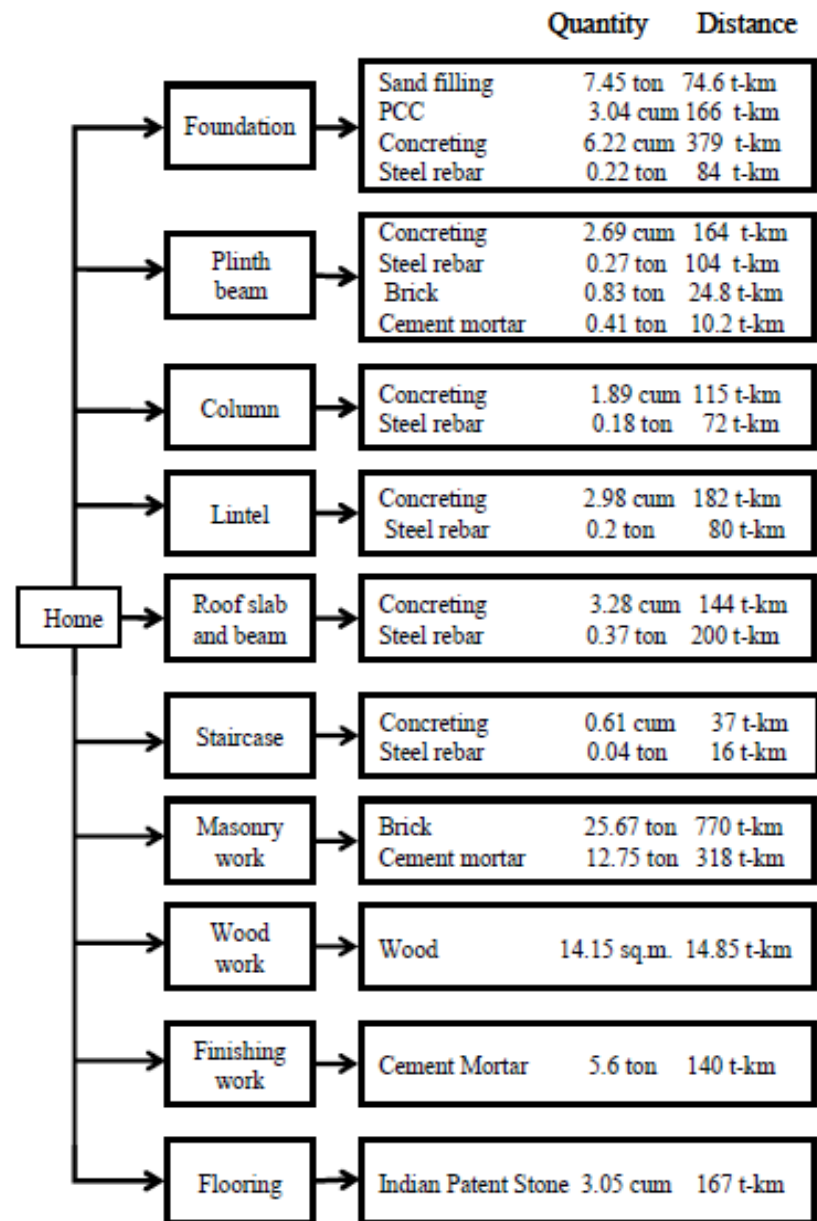 Quantity Distance
Foundation
Sand filling 7.45 ton 74.6 t-km
PCC 3.04 cum 166 t-km
Concreting 6.22 cum 379 t-km
Steel rebar 0.22 ton 84 t-km
Plinth
beam
Concreting 2.69 cum 164 t-km
Steel rebar 0.27 ton 104 t-km
Brick 0.83 ton 24.8 t-km
Cement mortar 0.41 ton 10.2 t-km
Column
Concreting 1.89 cum 115 t-km
Steel rebar 0.18 ton 72 t-km
Lintel
Concreting 2.98 cum 182 t-km
Steel rebar 0.2 ton 80 t-km
Home
Roof slab
and beam
Concreting 3.28 cum 144 t-km
Steel rebar 0.37 ton 200 t-km
Staircase
Concreting 0.61 cum 37 t-km
Steel rebar 0.04 ton 16 t-km
Masonry
work
Brick 25.67 ton 770 t-km
Cement mortar 12.75 ton 318 t-km
Wood
work
Wood 14.15 sq.m. 14.85 t-km
Finishing
work
Cement Mortar 5.6 ton 140 t-km
Flooring
Indian Patent Stone 3.05 cum 167 t-km